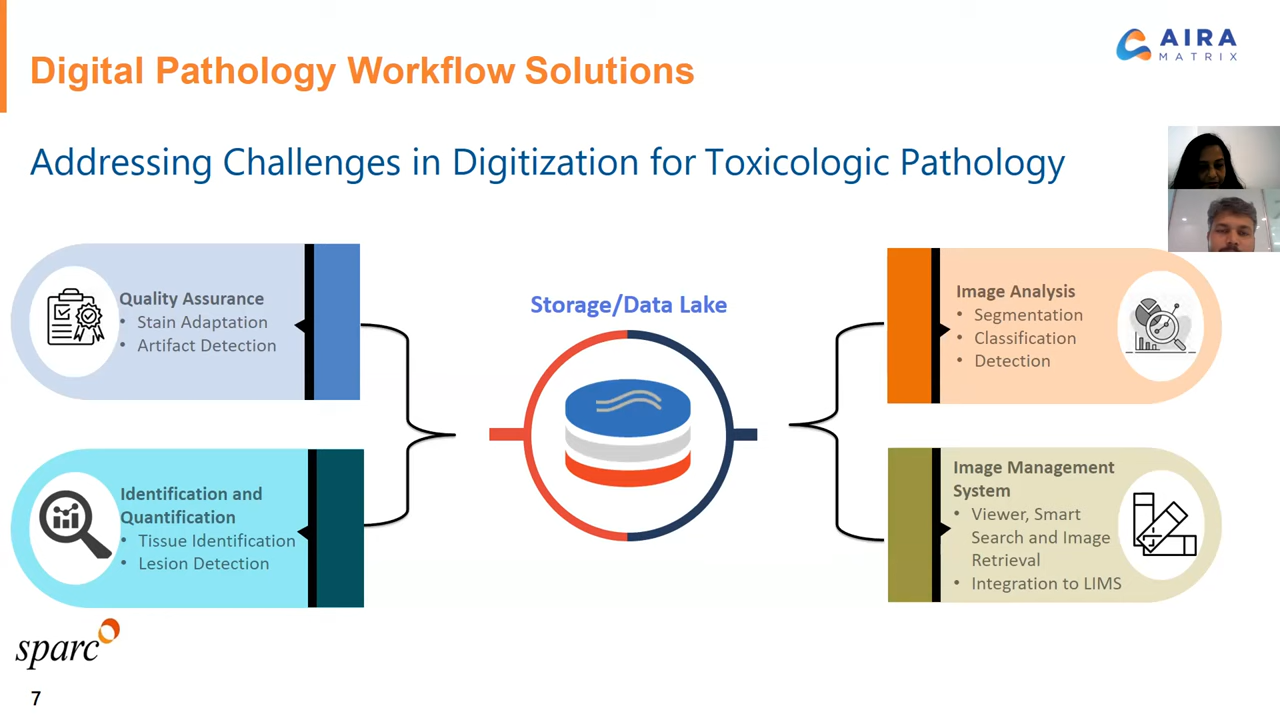 Digital Pathology Workflow Solutions
AIRA
MATRIX
Addressing Challenges in Digitization for Toxicologic Pathology
Quality Assurance
• Stain Adaptation
• Artifact Detection
Identification and
Quantification
• Tissue Identification
• Lesion Detection
Storage/Data Lake
Image Analysis
• Segmentation
• Classification
• Detection
Image Management
System
• Viewer, Smart
Search and Image
Retrieval
• Integration to LIMS
sparc
7